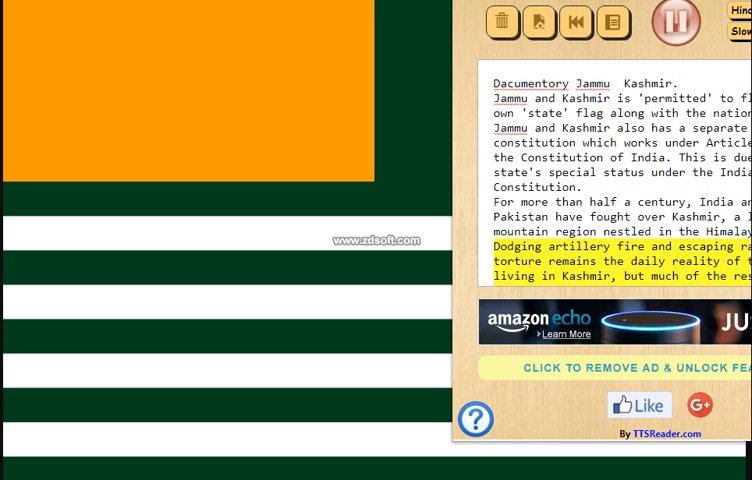 Hind
Slow
Dacumentory Jammu Kashmir.
Jammu and Kashmir is 'permitted' to fl
own 'state' flag along with the nation
Jammu and Kashmir also has a separate
constitution which works under Article
the Constitution of India. This is due
state's special status under the India
Constitution.
For more than half a century, India an
Pakistan have fought over Kashmir, a l
mountain region nestled in the Himalay
Dodging artillery fire and escaping ra
torture remains the daily reality of t
living in Kashmir, but much of the res
www.zdsoft.com
amazon echo
JUS
> Learn More
CLICK TO REMOVE AD & UNLOCK FEA
Like
G+
?
By TTSReader.com